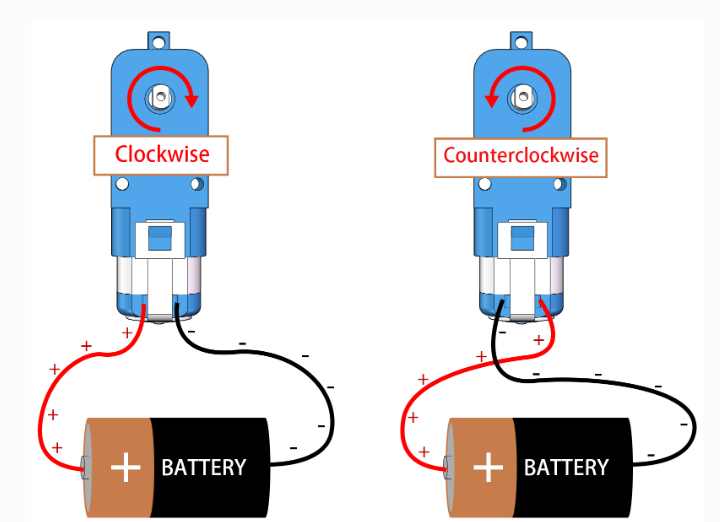 Clockwise
Counterclockwise
+ BATTERY
+ BATTERY